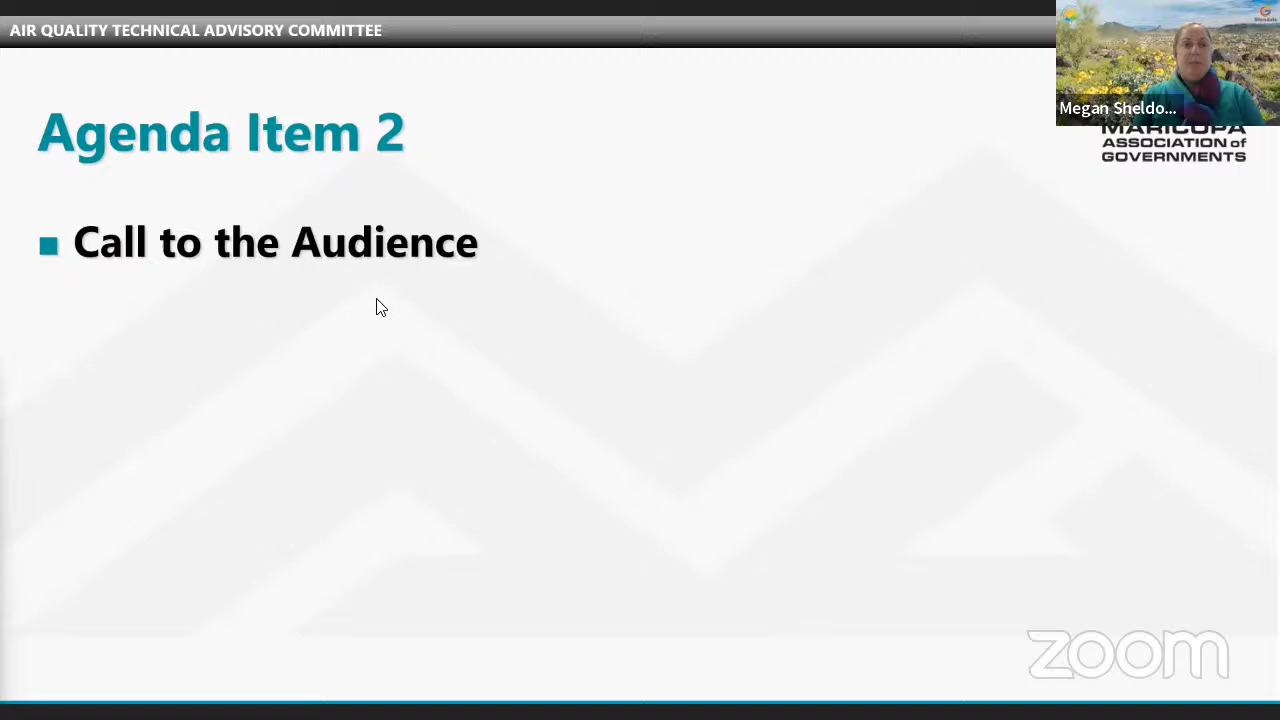 AIR QUALITY TECHNICAL ADVISORY COMMITTEE
Megan Sheldo...
MARICOPA
ASSOCIATION of
GOVERNMENTS
Agenda Item 2
Call to the Audience
zoom